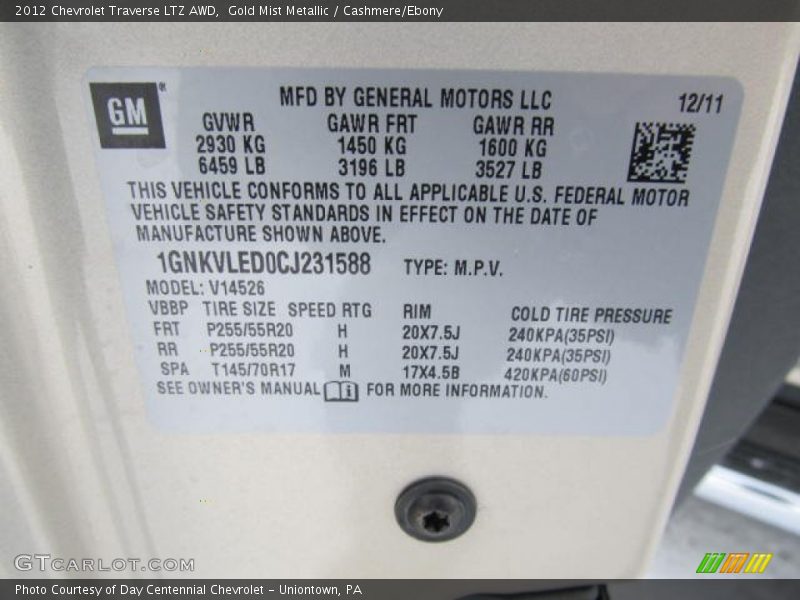 2012 Chevrolet Traverse LTZ AWD,  Gold Mist Metallic / Cashmere/Ebony
GM
MFD BY GENERAL MOTORS LLC 12/11
GVWR GAWR FRT GAWR RR
2930 KG 1450 KG 1600 KG
6459 LB 3196 LB 3527 LB
THIS VEHICLE CONFORMS TO ALL APPLICABLE U.S. FEDERAL MOTOR
VEHICLE SAFETY STANDARDS IN EFFECT ON THE DATE OF
MANUFACTURE SHOWN ABOVE.
1GNKVLED0CJ231588 TYPE: M.P.V.
MODEL: V14526
VBBP TIRE SIZE SPEED RTG RIM COLD TIRE PRESSURE
FRT P255/55R20 H 20X7.5J 240KPA(35PSI)
RR P255/55R20 H 20X7.5J 240KPA(35PSI)
SPA T145/70R17 M 17X4.5B 420KPA(60PSI)
SEE OWNER'S MANUAL FOR MORE INFORMATION.
GTCARLOT.COM
Photo Courtesy of Day Centennial Chevrolet - Uniontown, PA